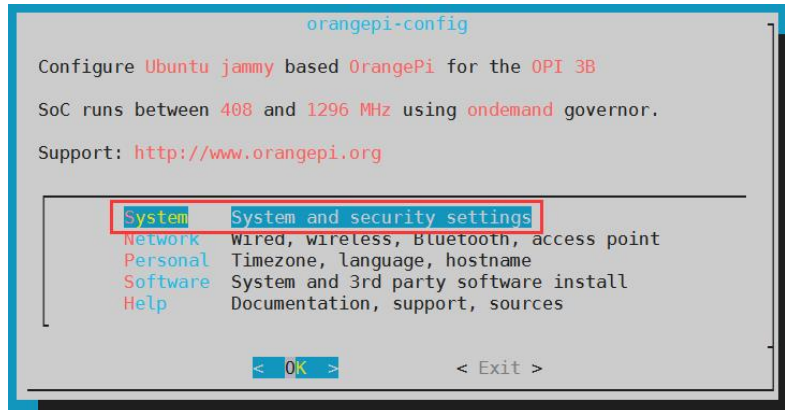 orangepi-config
Configure Ubuntu jammy based OrangePi for the OPI 3B
SoC runs between 408 and 1296 MHz using ondemand governor.
Support: http://www.orangepi.org
System System and security settings
Network Wired, wireless, Bluetooth, access point
Personal Timezone, language, hostname
Software System and 3rd party software install
Help Documentation, support, sources
< OK > < Exit >